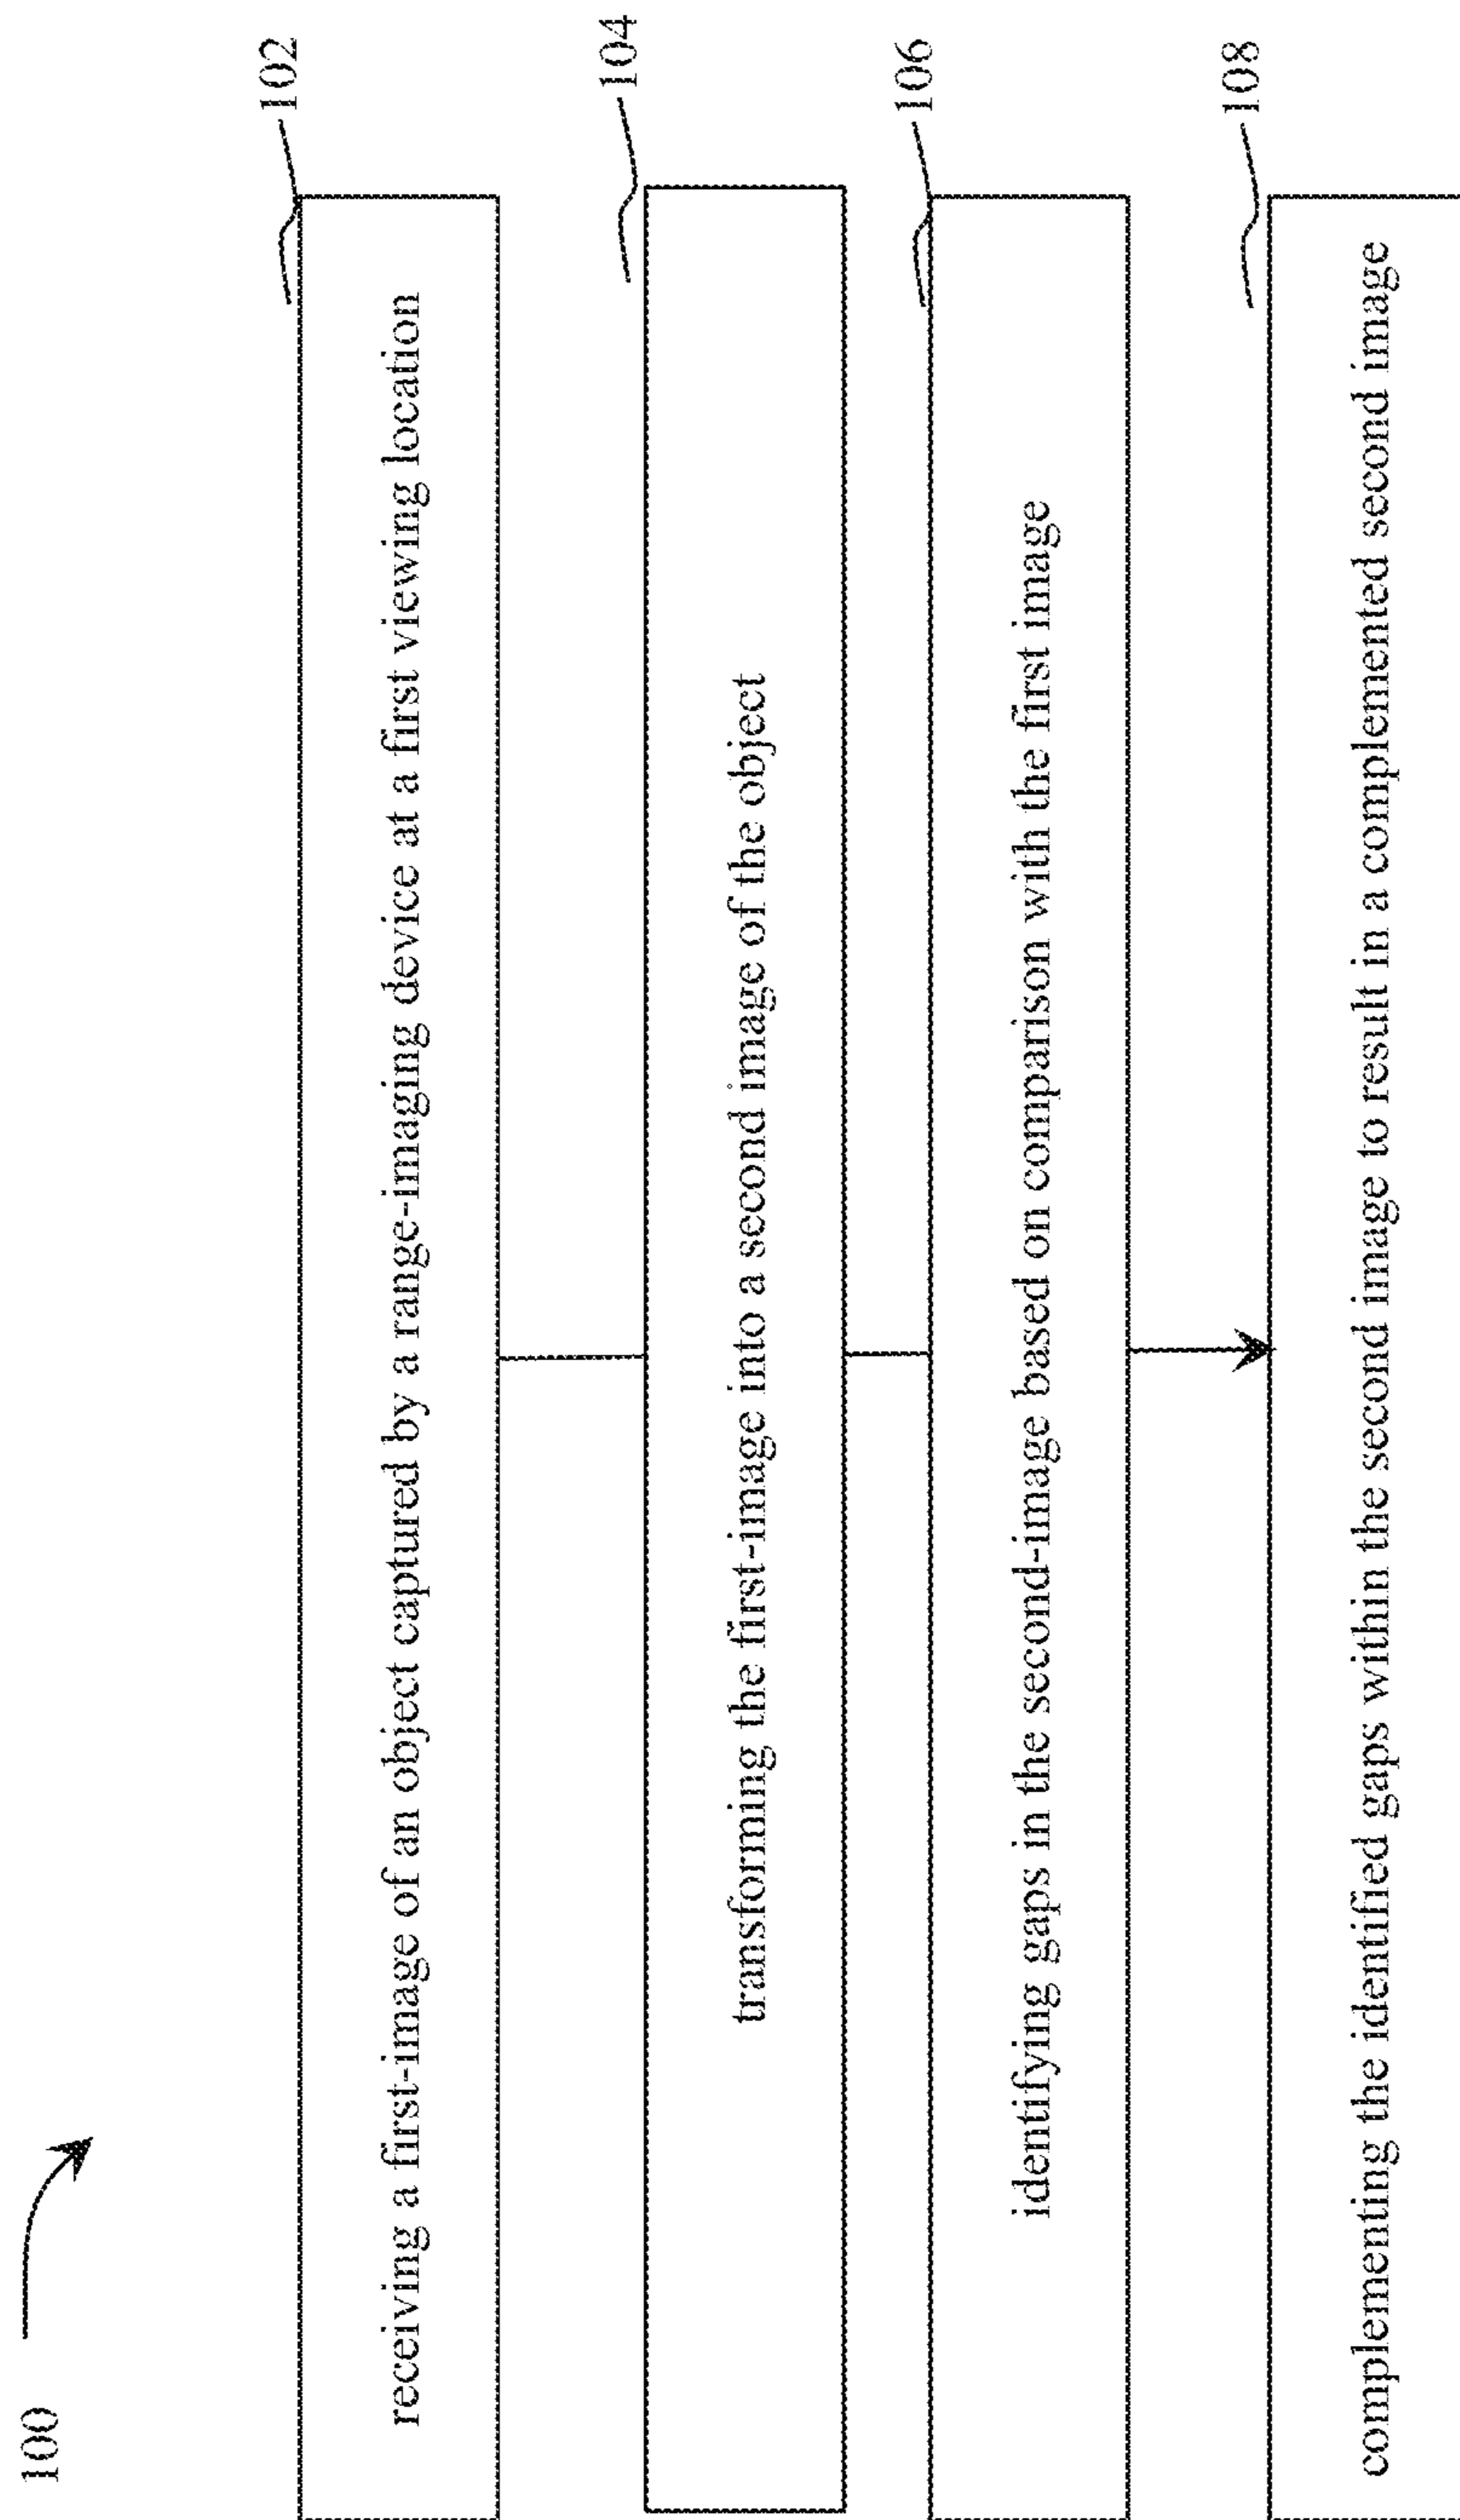 100
102
receiving a first-image of an object captured by a range-imaging device at a first viewing location
104
transforming the first-image into a second image of the object
106
identifying gaps in the second-image based on comparison with the first image
108
complementing the identified gaps within the second image to result in a complemented second image